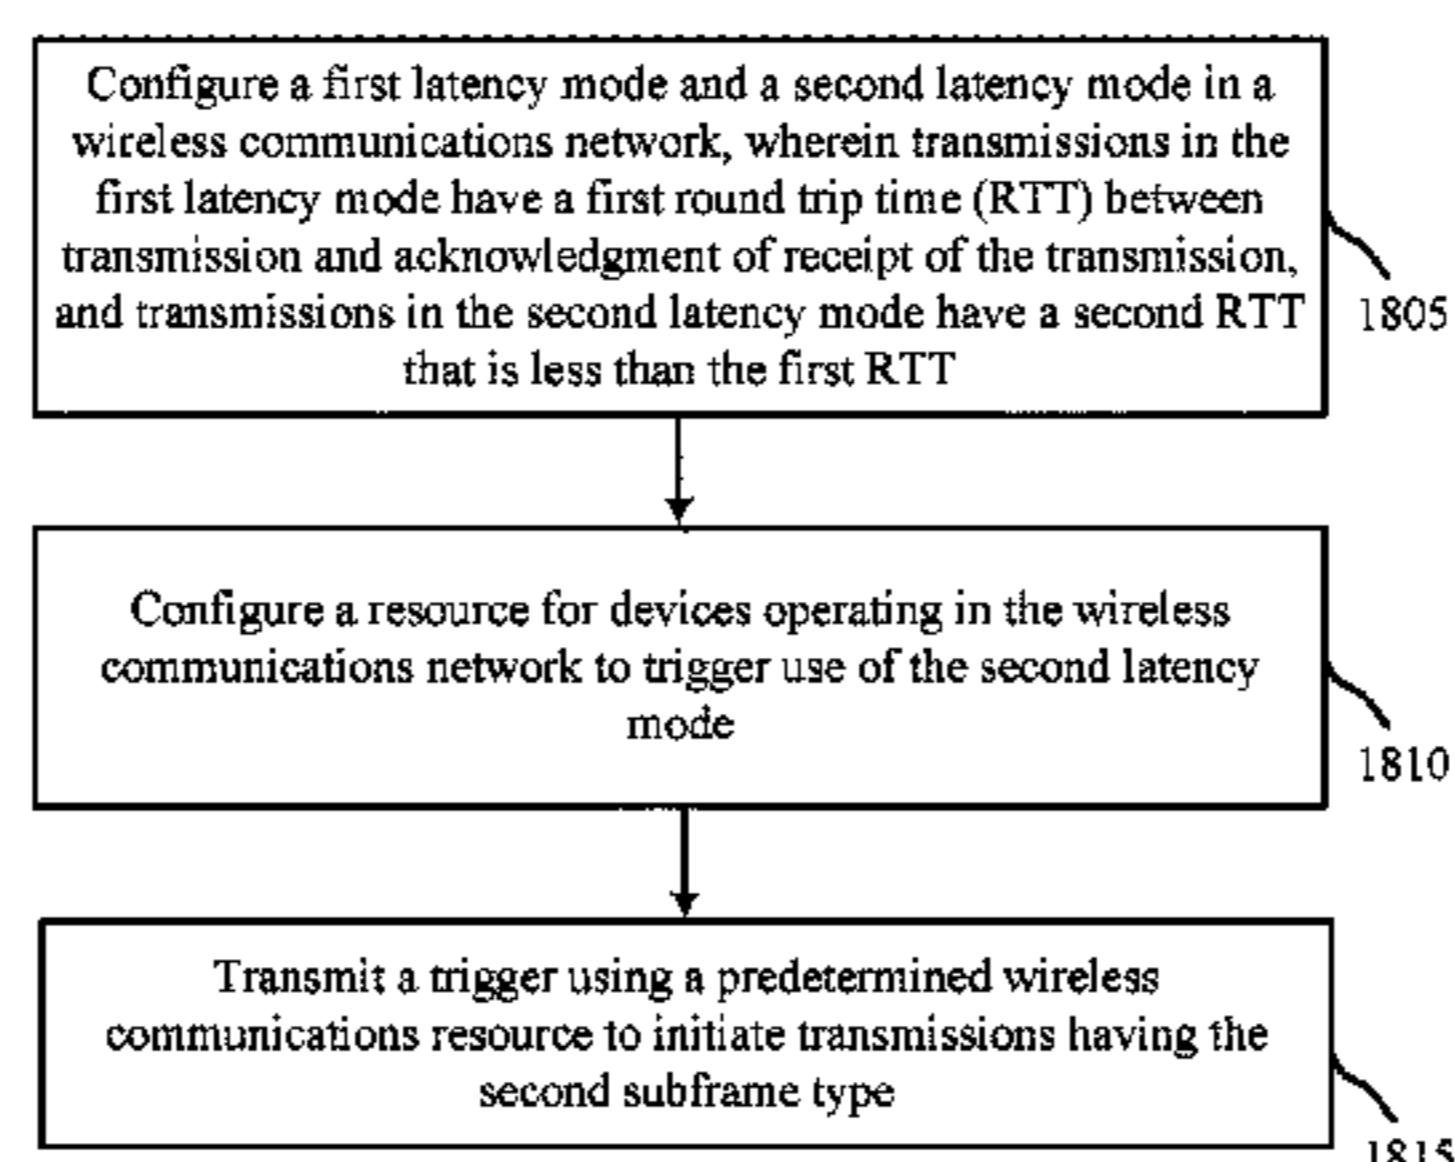 Configure a first latency mode and a second latency mode in a
wireless communications network, wherein transmissions in the
first latency mode have a first round trip time (RTT) between
transmission and acknowledgment of receipt of the transmission,
and transmissions in the second latency mode have a second RTT
that is less than the first RTT
1805
Configure a resource for devices operating in the wireless
communications network to trigger use of the second latency
mode
1810
Transmit a trigger using a predetermined wireless
communications resource to initiate transmissions having the
second subframe type
1815